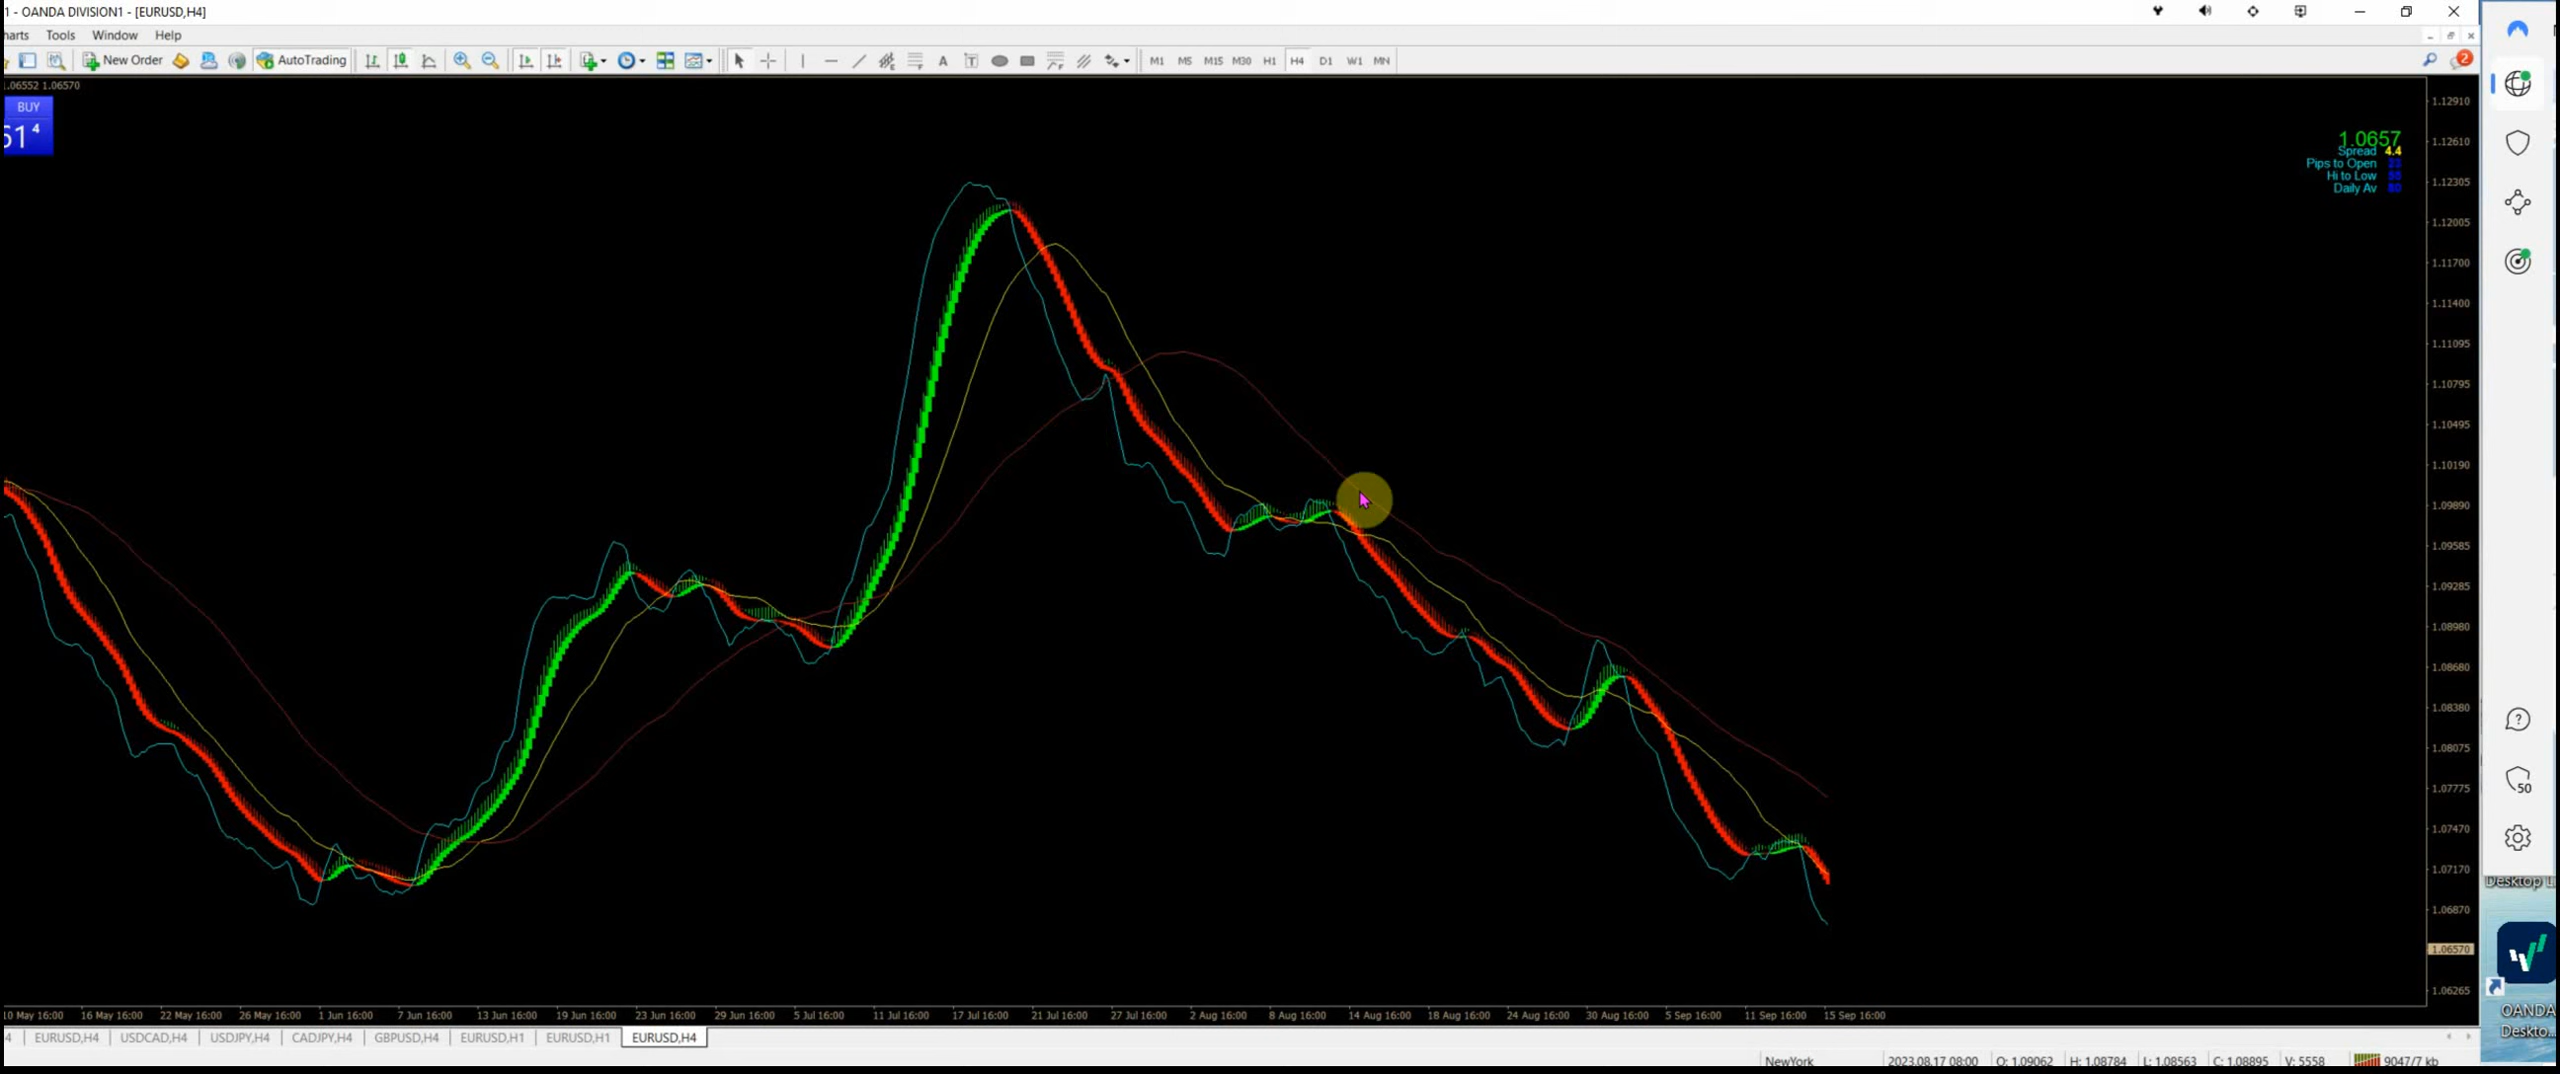 1 - OANDA DIVISION1 - [EURUSD,H4]
harts Tools Window Help
New Order AutoTrading A T M1 M5 M15 M30 H1 H4 D1 W1 MN 2
1.06552 1.06570
BUY
51 4
1.0657
Spread 4.4
Pips to Open
Hi to Low
Daily Av
1.12910
1.12610
1.12305
1.12005
1.11700
1.11400
1.11095
1.10795
1.10495
1.10190
1.09890
1.09585
1.09285
1.08980
1.08680
1.08380
1.08075
1.07775
1.07470
1.07170
1.06870
1.06570
1.06265
50
Desktop
OANDA
Deskto...
10 May 16:00 16 May 16:00 22 May 16:00 26 May 16:00 1 Jun 16:00 7 Jun 16:00 13 Jun 16:00 19 Jun 16:00 23 Jun 16:00 29 Jun 16:00 5 Jul 16:00 11 Jul 16:00 17 Jul 16:00 21 Jul 16:00 27 Jul 16:00 2 Aug 16:00 8 Aug 16:00 14 Aug 16:00 18 Aug 16:00 24 Aug 16:00 30 Aug 16:00 5 Sep 16:00 11 Sep 16:00 15 Sep 16:00
4 EURUSD,H4 USDCAD,H4 USDJPY,H4 CADJPY,H4 GBPUSD,H4 EURUSD,H1 EURUSD,H1 EURUSD,H4
NewYork 2023.08.17 08:00 O: 1.09062 H: 1.08784 L: 1.08563 C: 1.08895 V: 5558 9047/7 kb